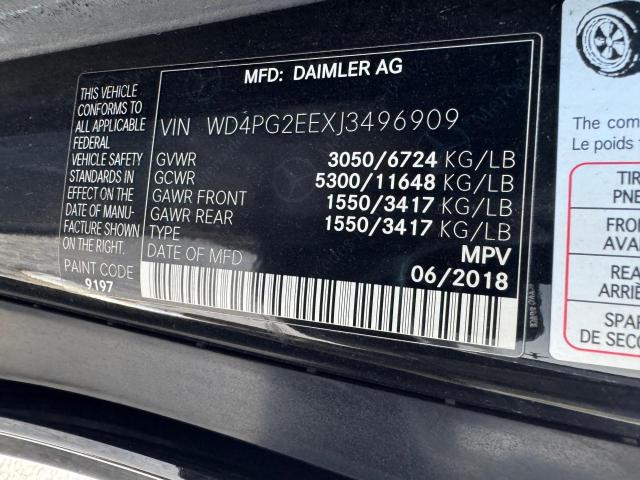 MFD: DAIMLER AG
THIS VEHICLE
CONFORMS TO
ALL APPLICABLE
FEDERAL
VEHICLE SAFETY
STANDARDS IN
EFFECT ON THE
DATE OF MANU-
FACTURE SHOWN
ON THE RIGHT.
PAINT CODE
9197
VIN WD4PG2EEXJ3496909
GVWR 3050/6724 KG/LB
GCWR 5300/11648 KG/LB
GAWR FRONT 1550/3417 KG/LB
GAWR REAR 1550/3417 KG/LB
TYPE MPV
DATE OF MFD 06/2018
The com
Le poids
TIR
PNE
FRO
AVA
REA
ARRIÈ
SPAR
DE SECO